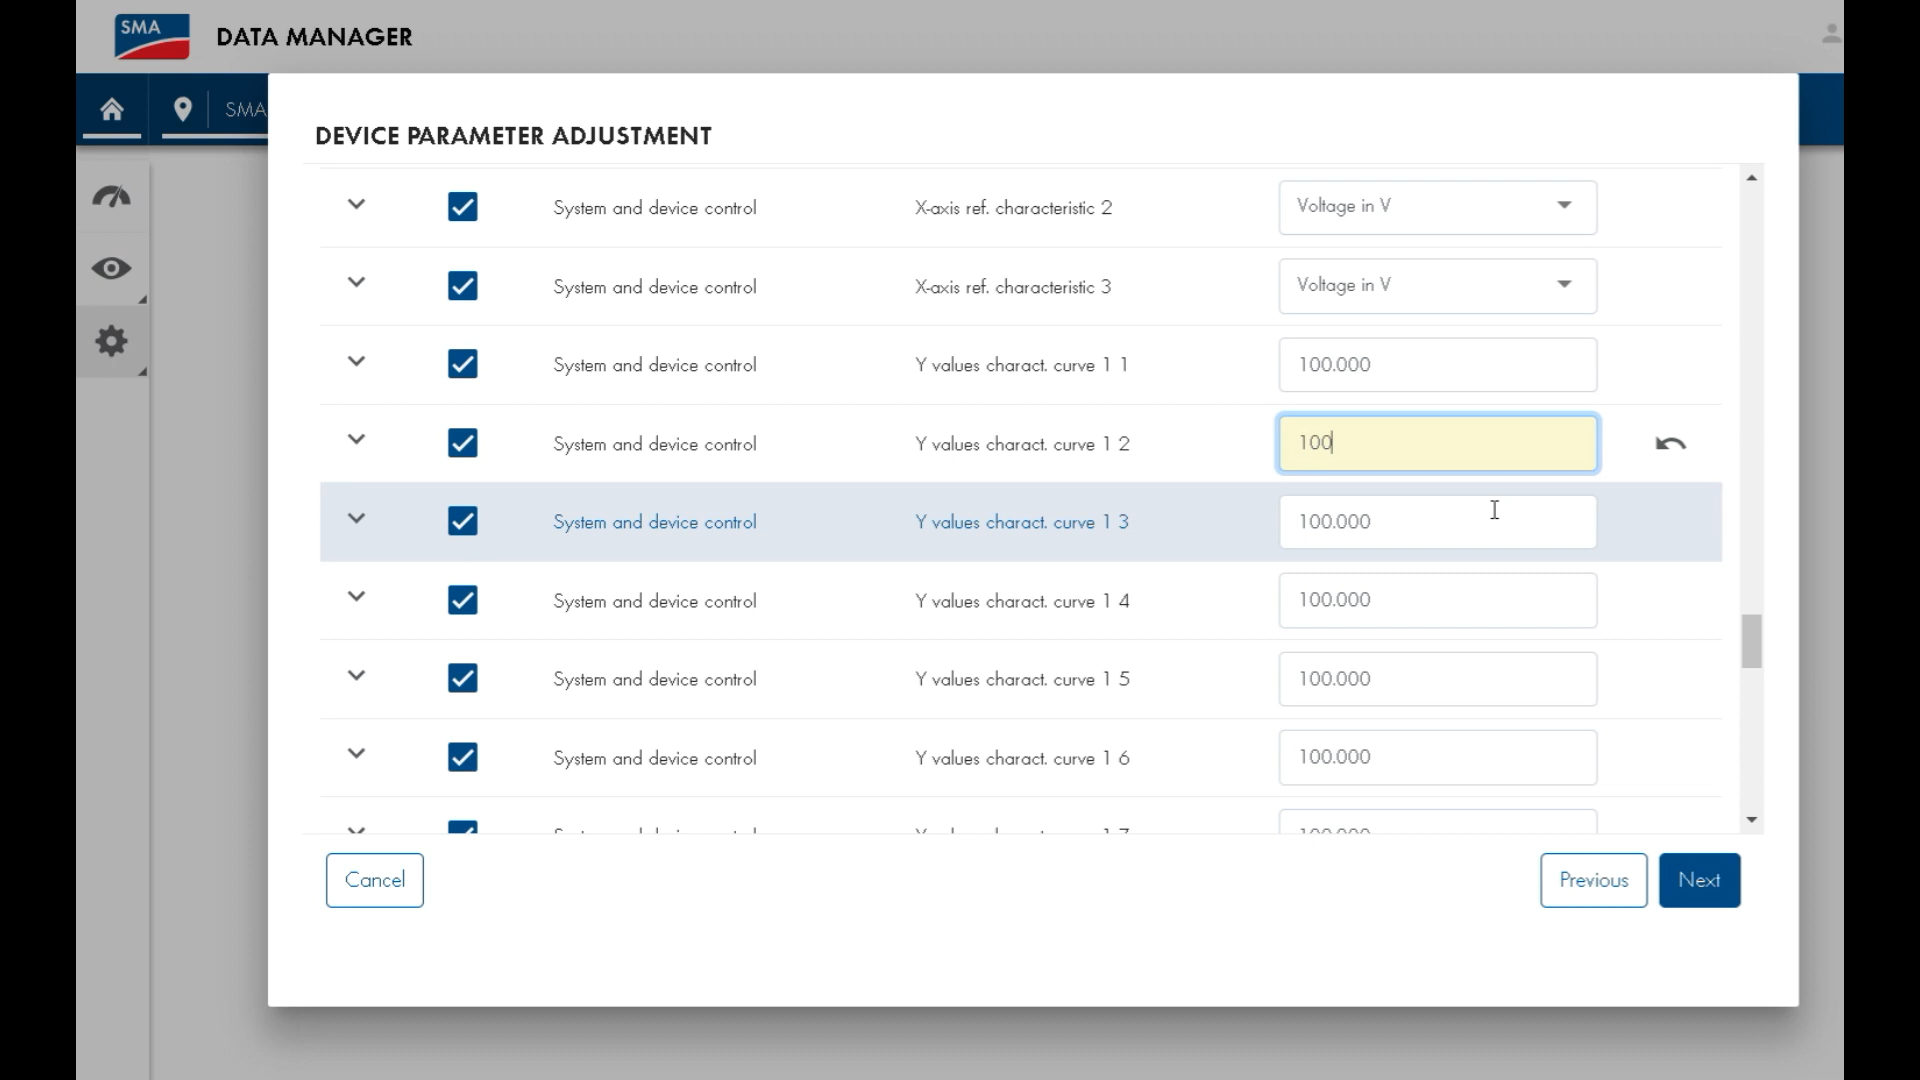 SMA
DATA MANAGER
SMA
DEVICE PARAMETER ADJUSTMENT
System and device control X-axis ref. characteristic 2 Voltage in V
System and device control X-axis ref. characteristic 3 Voltage in V
System and device control Y values charact. curve 1 1 100.000
System and device control Y values charact. curve 1 2 100
System and device control Y values charact. curve 1 3 100.000
System and device control Y values charact. curve 1 4 100.000
System and device control Y values charact. curve 1 5 100.000
System and device control Y values charact. curve 1 6 100.000
Cancel Previous Next